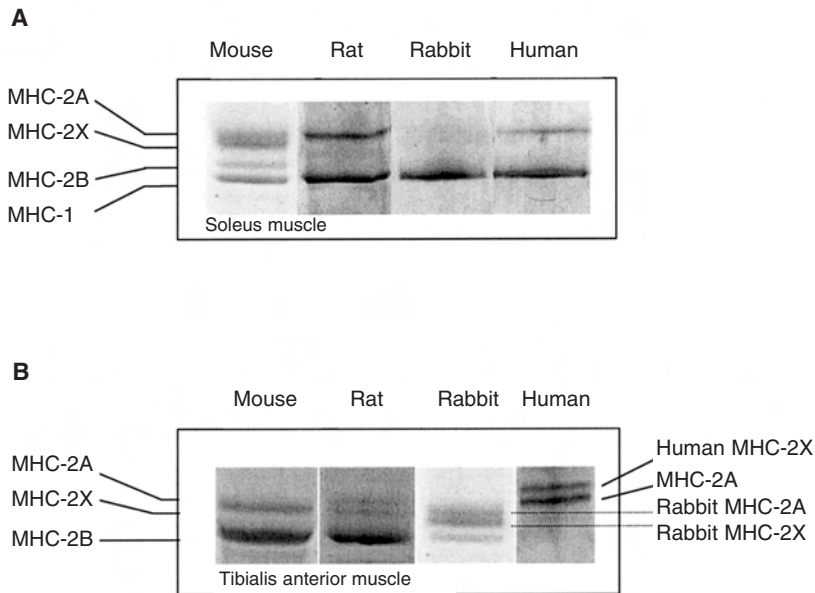 A
Mouse Rat Rabbit Human
MHC-2A
MHC-2X
MHC-2B
MHC-1
Soleus muscle
B
Mouse Rat Rabbit Human
MHC-2A
MHC-2X
MHC-2B
Human MHC-2X
MHC-2A
Rabbit MHC-2A
Rabbit MHC-2X
Tibialis anterior muscle